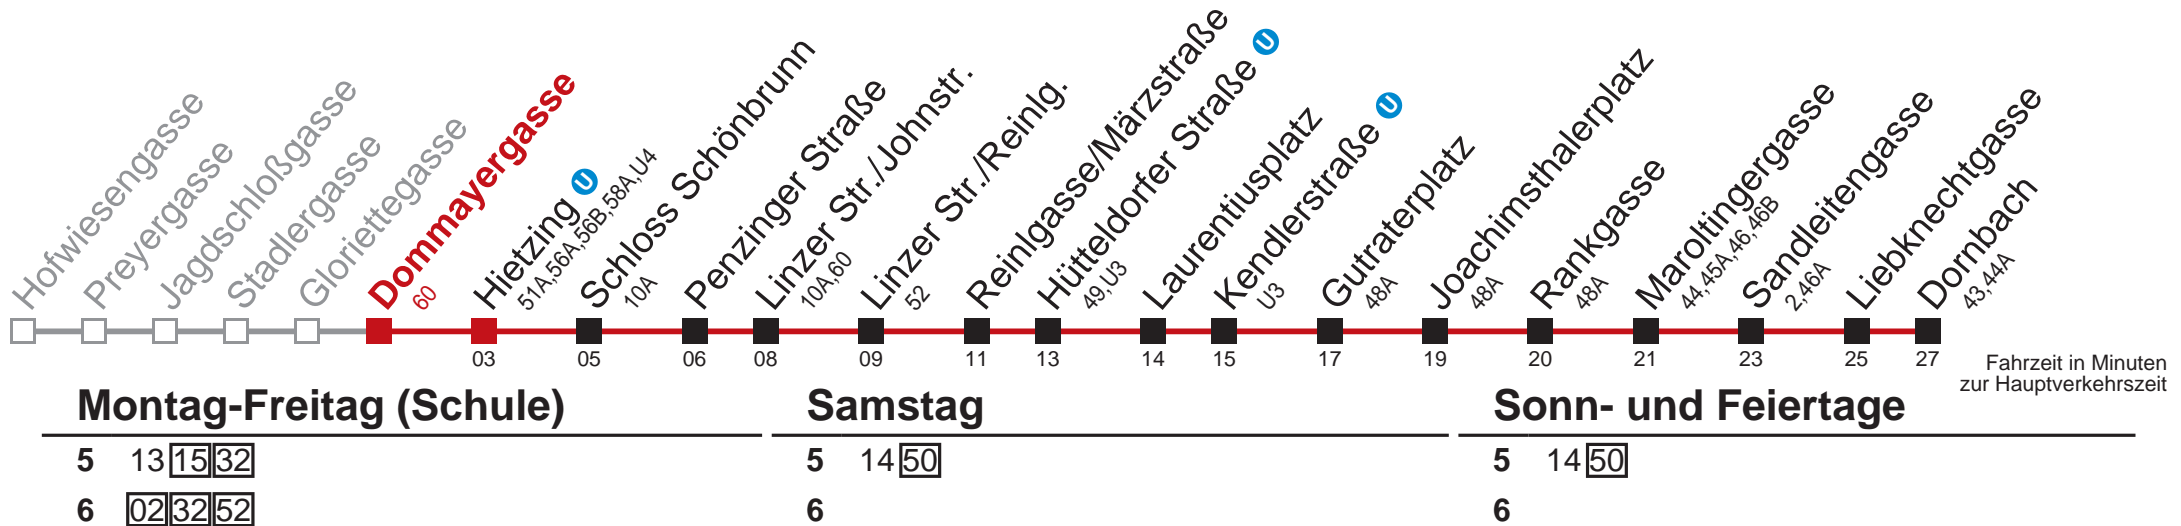 Hofwiesengasse
Preyergasse
Jagdschloßgasse
Stadlergasse
Gloriettegasse
Dommayergasse
60
Hietzing U
51A,56A,56B,58A,U4
Schloss Schönbrunn
10A
Penzinger Straße
Linzer Str./Johnstr.
10A,60
Linzer Str./Reinlg.
52
Reinlgasse/Märzstraße
Hütteldorfer Straße U
49,U3
Laurentiusplatz
Kendlerstraße U
U3
Gutraterplatz
48A
Joachimsthalerplatz
48A
Rankgasse
48A
Maroltingergasse
44,45A,46,46B
Sandleitengasse
2,46A
Liebknechtgasse
Dornbach
43,44A
03 05 06 08 09 11 13 14 15 17 19 20 21 23 25 27
Fahrzeit in Minuten
zur Hauptverkehrszeit
Montag-Freitag (Schule) Samstag Sonn- und Feiertage
5 13 15 32 5 14 50 5 14 50
6 02 32 52 6 6